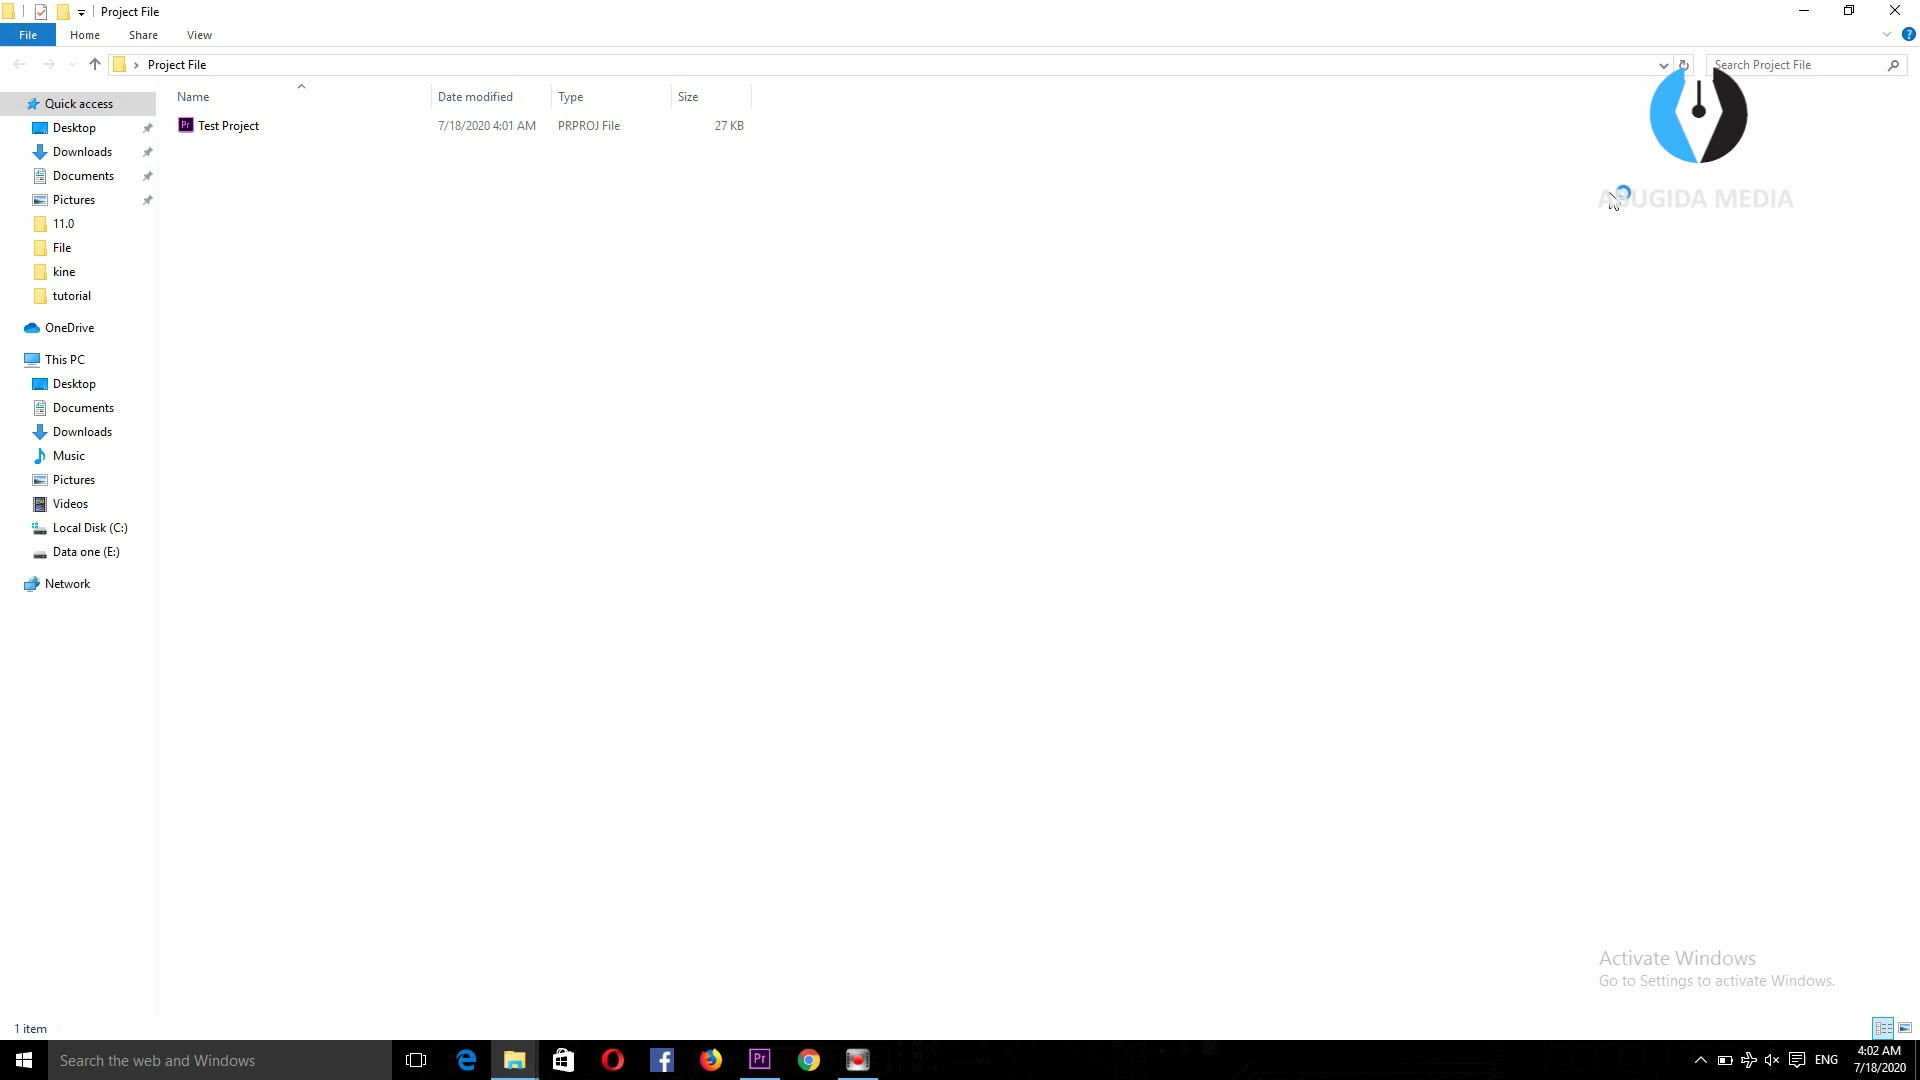 Project File
File Home Share View
Project File
Search Project File
Name Date modified Type Size
Test Project 7/18/2020 4:01 AM PRPROJ File 27 KB
Quick access
Desktop
Downloads
Documents
Pictures
11.0
File
kine
tutorial
OneDrive
This PC
Desktop
Documents
Downloads
Music
Pictures
Videos
Local Disk (C:)
Data one (E:)
Network
ABUGIDA MEDIA
Activate Windows
Go to Settings to activate Windows.
1 item
Search the web and Windows
Pr
ENG
4:02 AM
7/18/2020